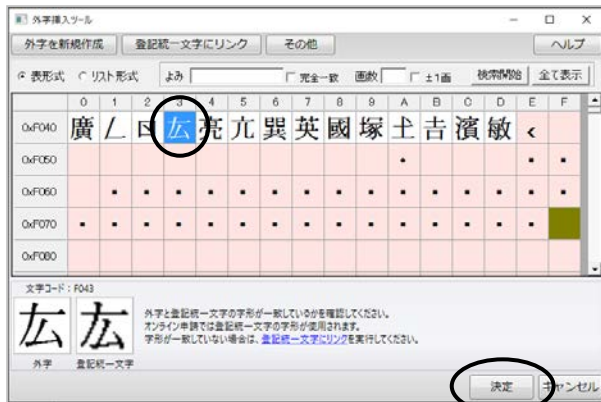 外字挿入ツール
外字を新規作成 登記統一文字にリンク その他 ヘルプ
表形式 リスト形式 よみ 完全一致 画数 ±1画 検索開始 全て表示
0 1 2 3 4 5 6 7 8 9 A B C D E F
0xF040 廣 𠆢 厷 亮 亢 巽 英 國 塚 𠮷 濱 敏 く
0xF050
0xF060
0xF070
0xF080
文字コード : F043
厷 厷
外字 登記統一文字
外字と登記統一文字の字形が一致しているかを確認してください。
オンライン申請では登記統一文字の字形が使用されます。
字形が一致していない場合は、登記統一文字にリンクを実行してください。
決定 キャンセル